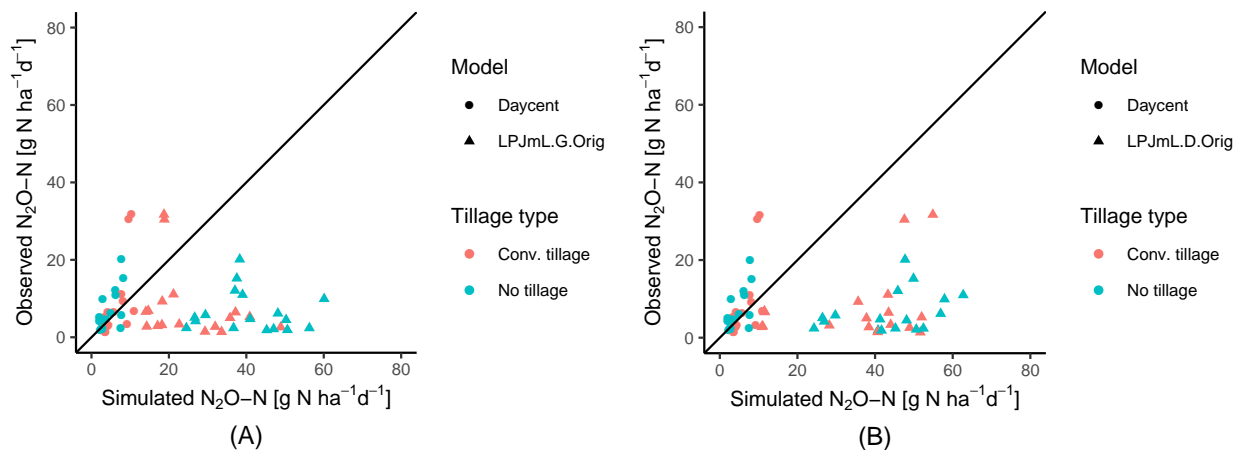 80
60
40
20
0
0 20 40 60 80
Observed N₂O−N [g N ha⁻¹d⁻¹]
Simulated N₂O−N [g N ha⁻¹d⁻¹]
Model
Daycent
LPJmL.G.Orig
Tillage type
Conv. tillage
No tillage
(A)
80
60
40
20
0
0 20 40 60 80
Observed N₂O−N [g N ha⁻¹d⁻¹]
Simulated N₂O−N [g N ha⁻¹d⁻¹]
Model
Daycent
LPJmL.D.Orig
Tillage type
Conv. tillage
No tillage
(B)